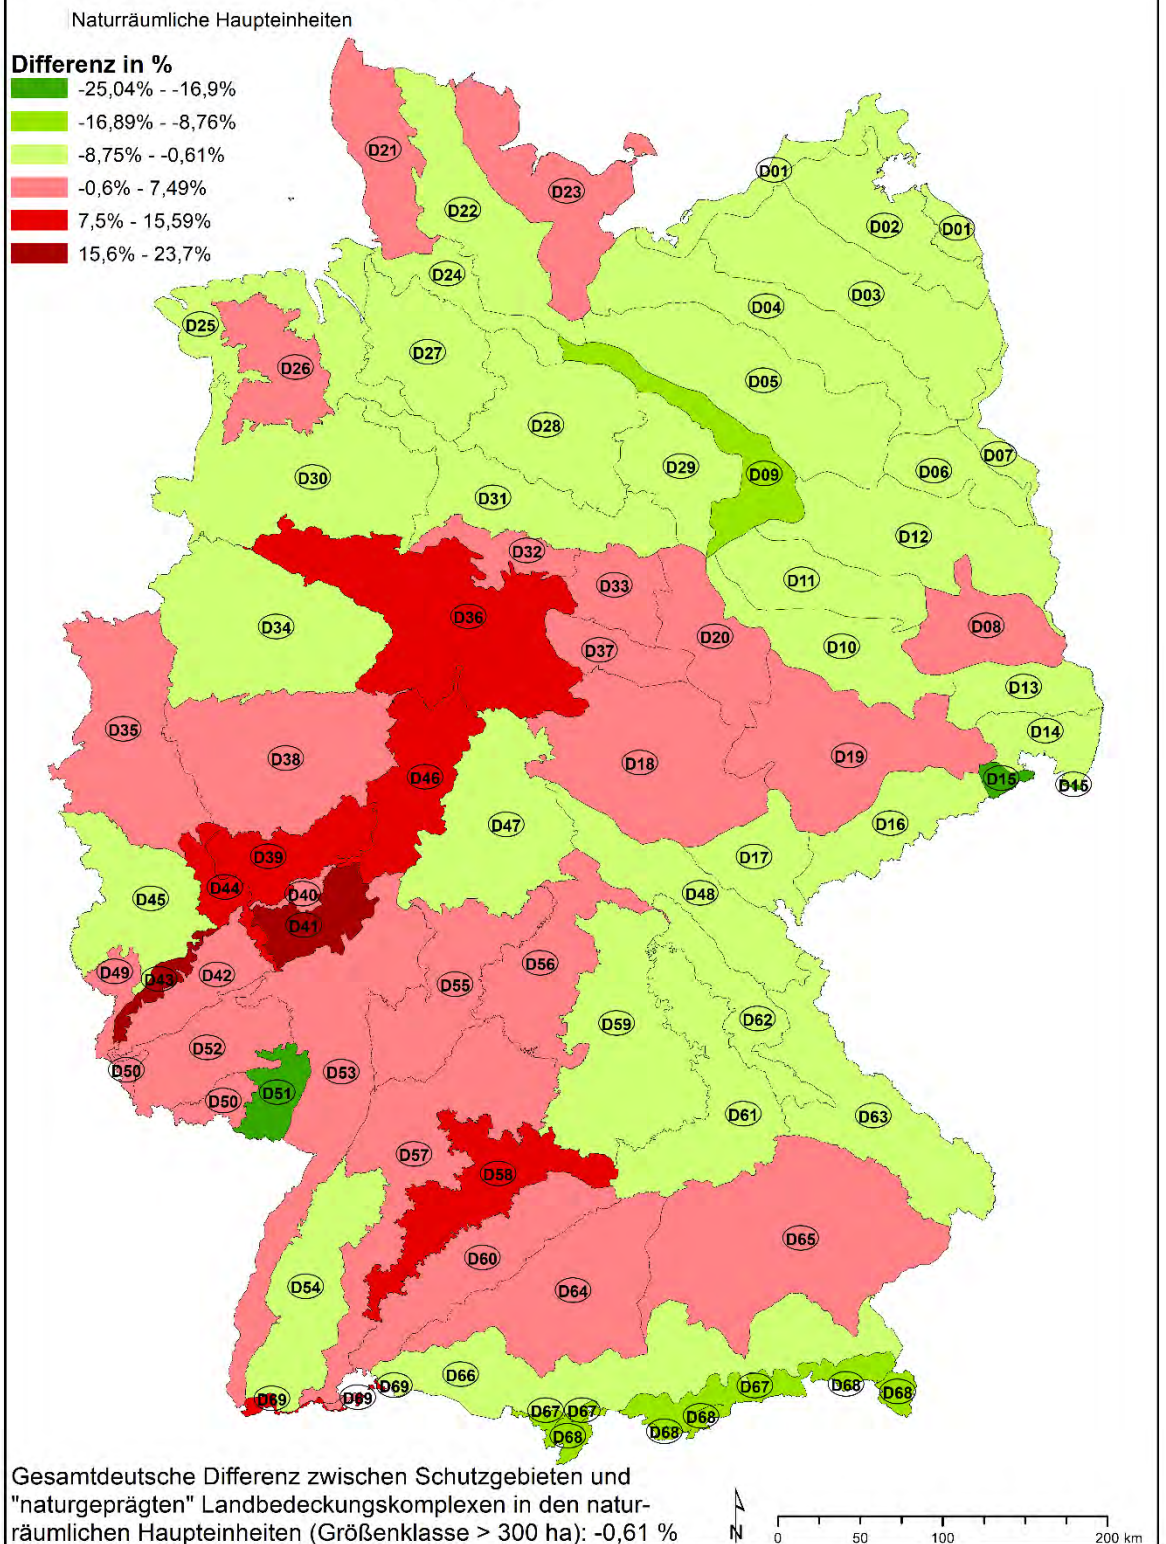 Naturräumliche Haupteinheiten
Differenz in %
-25,04% - -16,9%
-16,89% - -8,76%
-8,75% - -0,61%
-0,6% - 7,49%
7,5% - 15,59%
15,6% - 23,7%
D21
D01
D23
D22
D02
D01
D24
D03
D04
D25
D27
D26
D05
D28
D07
D29
D09
D06
D30
D31
D12
D32
D11
D33
D36
D34
D08
D20
D10
D37
D13
D35
D14
D38
D19
D18
D46
D15
D15
D47
D16
D39
D17
D44
D48
D40
D45
D41
D56
D49
D42
D43
D55
D62
D59
D52
D50
D53
D51
D50
D61
D63
D57
D58
D65
D60
D54
D64
D66
D69
D67
D68
D68
D69
D69
D67
D67
D68
D68
D68
Gesamtdeutsche Differenz zwischen Schutzgebieten und
"naturgeprägten" Landbedeckungskomplexen in den natur-
räumlichen Haupteinheiten (Größenklasse > 300 ha): -0,61 %
N
0 50 100 200 km